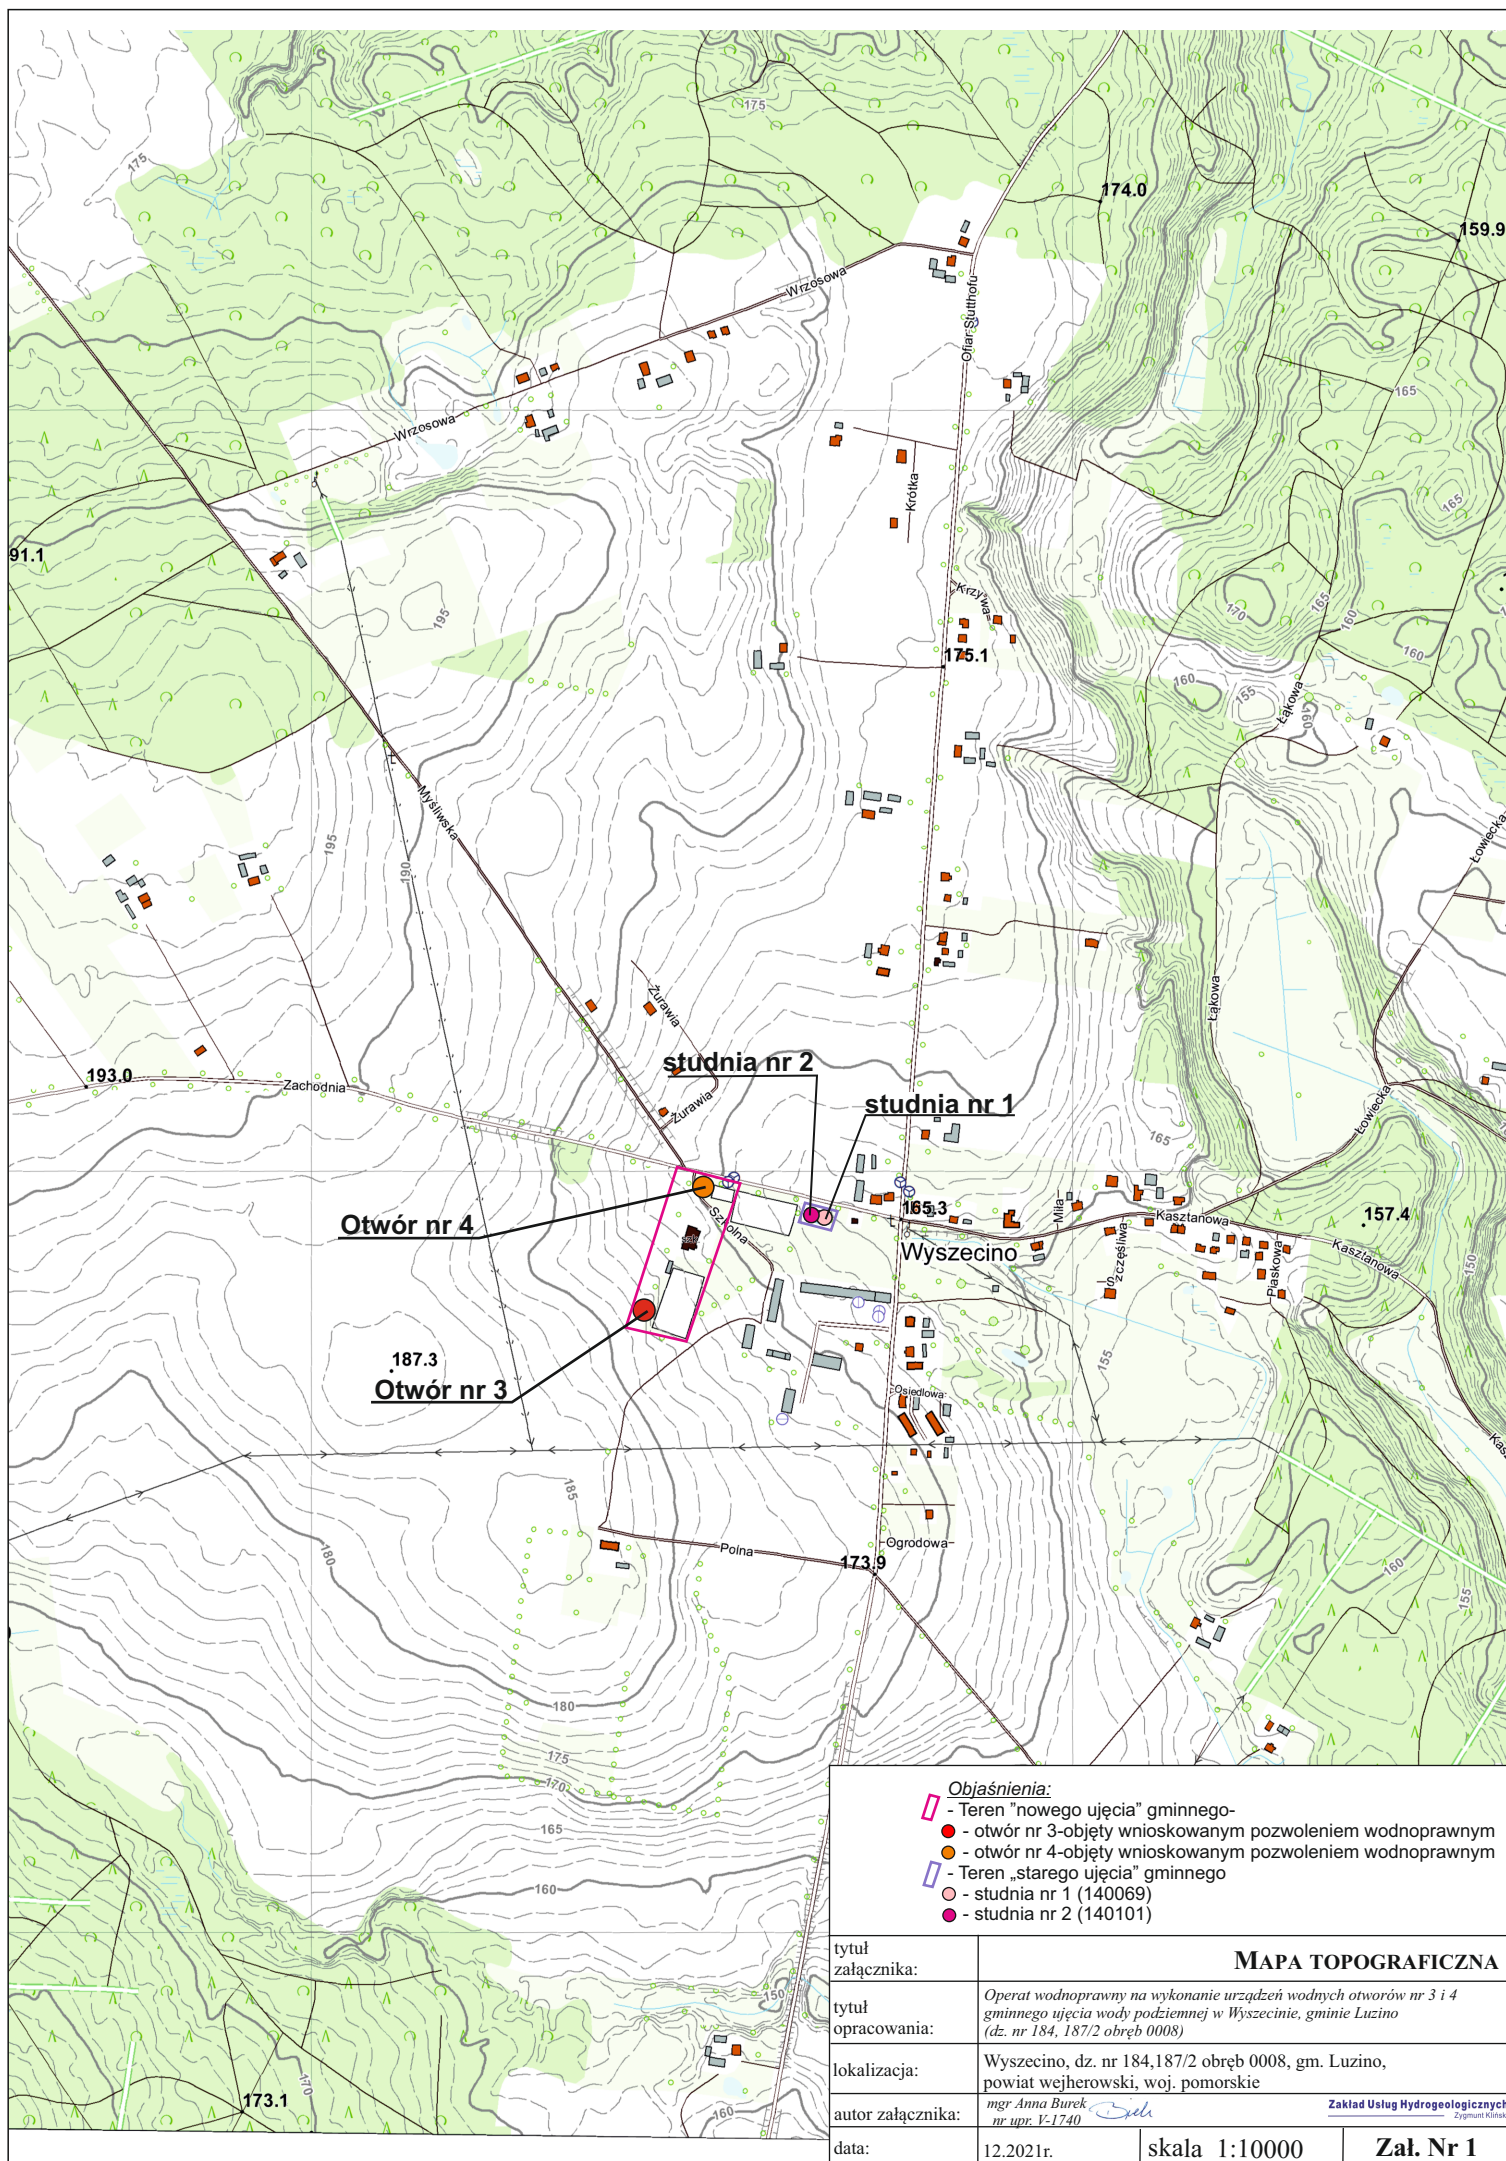 175
175
174.0
159.9
Wrzosowa
Ofiar Stutthofu
165
Wrzosowa
Krótka
165
91.1
195
Krzywa
170
165
160
160
175.1
160
155
Łąkowa
160
Myśliwska
195
190
Łowiecka
Łąkowa
Żurawia
studnia nr 2
193.0
Zachodnia
studnia nr 1
Żurawia
Łowiecka
165
Otwór nr 4
Szkolna
szk
165.3
Miła
Kasztanowa
157.4
Wyszecino
Szczęśliwa
Piaskowa
Kasztanowa
150
187.3
Otwór nr 3
155
Osiedlowa
185
180
Polna
Ogrodowa
173.9
160
155
180
175
170
165
160
150
170
173.1
160
Objaśnienia:
- Teren "nowego ujęcia" gminnego-
- otwór nr 3-objęty wnioskowanym pozwoleniem wodnoprawnym
- otwór nr 4-objęty wnioskowanym pozwoleniem wodnoprawnym
- Teren „starego ujęcia” gminnego
- studnia nr 1 (140069)
- studnia nr 2 (140101)
tytuł
załącznika:
MAPA TOPOGRAFICZNA
tytuł
opracowania:
Operat wodnoprawny na wykonanie urządzeń wodnych otworów nr 3 i 4
gminnego ujęcia wody podziemnej w Wyszecinie, gminie Luzino
(dz. nr 184, 187/2 obręb 0008)
lokalizacja:
Wyszecino, dz. nr 184,187/2 obręb 0008, gm. Luzino,
powiat wejherowski, woj. pomorskie
autor załącznika:
mgr Anna Burek
nr upr. V-1740
Zakład Usług Hydrogeologicznych
Zygmunt
data:
12.2021r.
skala 1:10000
Zał. Nr 1